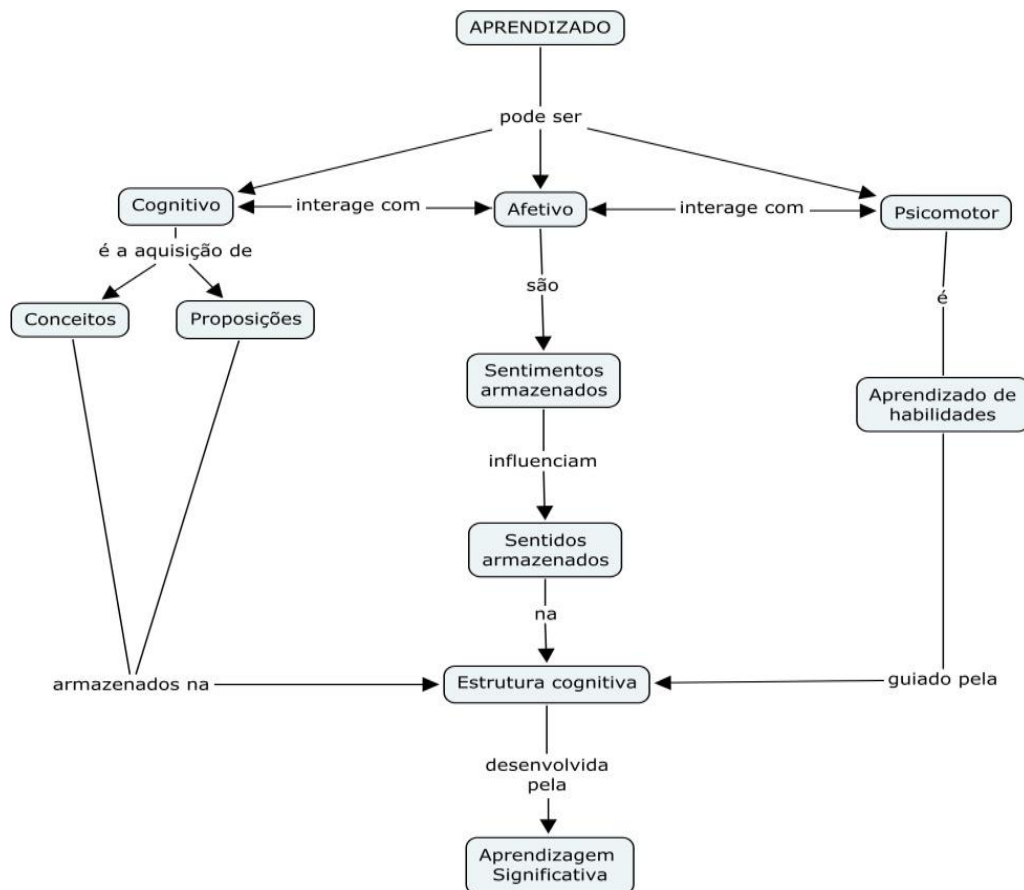 APRENDIZADO
pode ser
Cognitivo
interage com
Afetivo
interage com
Psicomotor
é a aquisição de
Conceitos
Proposições
são
é
Sentimentos
armazenados
Aprendizado de
habilidades
influenciam
Sentidos
armazenados
na
armazenados na
Estrutura cognitiva
guiado pela
desenvolvida
pela
Aprendizagem
Significativa